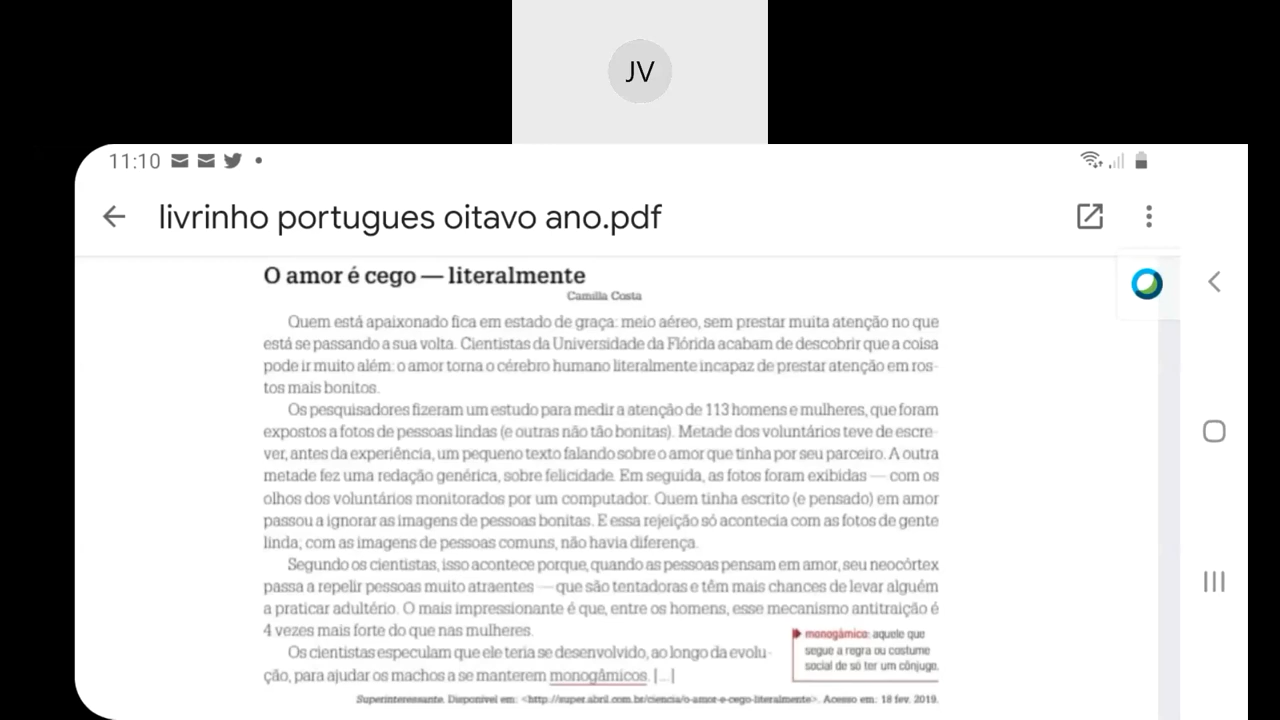 JV
11:10
livrinho portugues oitavo ano.pdf
O amor é cego — literalmente
Camilla Costa
Quem está apaixonado fica em estado de graça: meio aéreo, sem prestar muita atenção no que
está se passando a sua volta. Cientistas da Universidade da Flórida acabam de descobrir que a coisa
pode ir muito além: o amor torna o cérebro humano literalmente incapaz de prestar atenção em ros-
tos mais bonitos.
Os pesquisadores fizeram um estudo para medir a atenção de 113 homens e mulheres, que foram
expostos a fotos de pessoas lindas (e outras não tão bonitas). Metade dos voluntários teve de escre-
ver, antes da experiência, um pequeno texto falando sobre o amor que tinha por seu parceiro. A outra
metade fez uma redação genérica, sobre felicidade. Em seguida, as fotos foram exibidas — com os
olhos dos voluntários monitorados por um computador. Quem tinha escrito (e pensado) em amor
passou a ignorar as imagens de pessoas bonitas. E essa rejeição só acontecia com as fotos de gente
linda; com as imagens de pessoas comuns, não havia diferença.
Segundo os cientistas, isso acontece porque, quando as pessoas pensam em amor, seu neocórtex
passa a repelir pessoas muito atraentes — que são tentadoras e têm mais chances de levar alguém
a praticar adultério. O mais impressionante é que, entre os homens, esse mecanismo antitraição é
4 vezes mais forte do que nas mulheres.
Os cientistas especulam que ele teria se desenvolvido, ao longo da evolu-
ção, para ajudar os machos a se manterem monogâmicos. [...]
monogâmico: aquele que
segue a regra ou costume
social de só ter um cônjuge.
Superinteressante. Disponível em: <http://super.abril.com.br/ciencia/o-amor-e-cego-literalmente>. Acesso em: 18 fev. 2019.